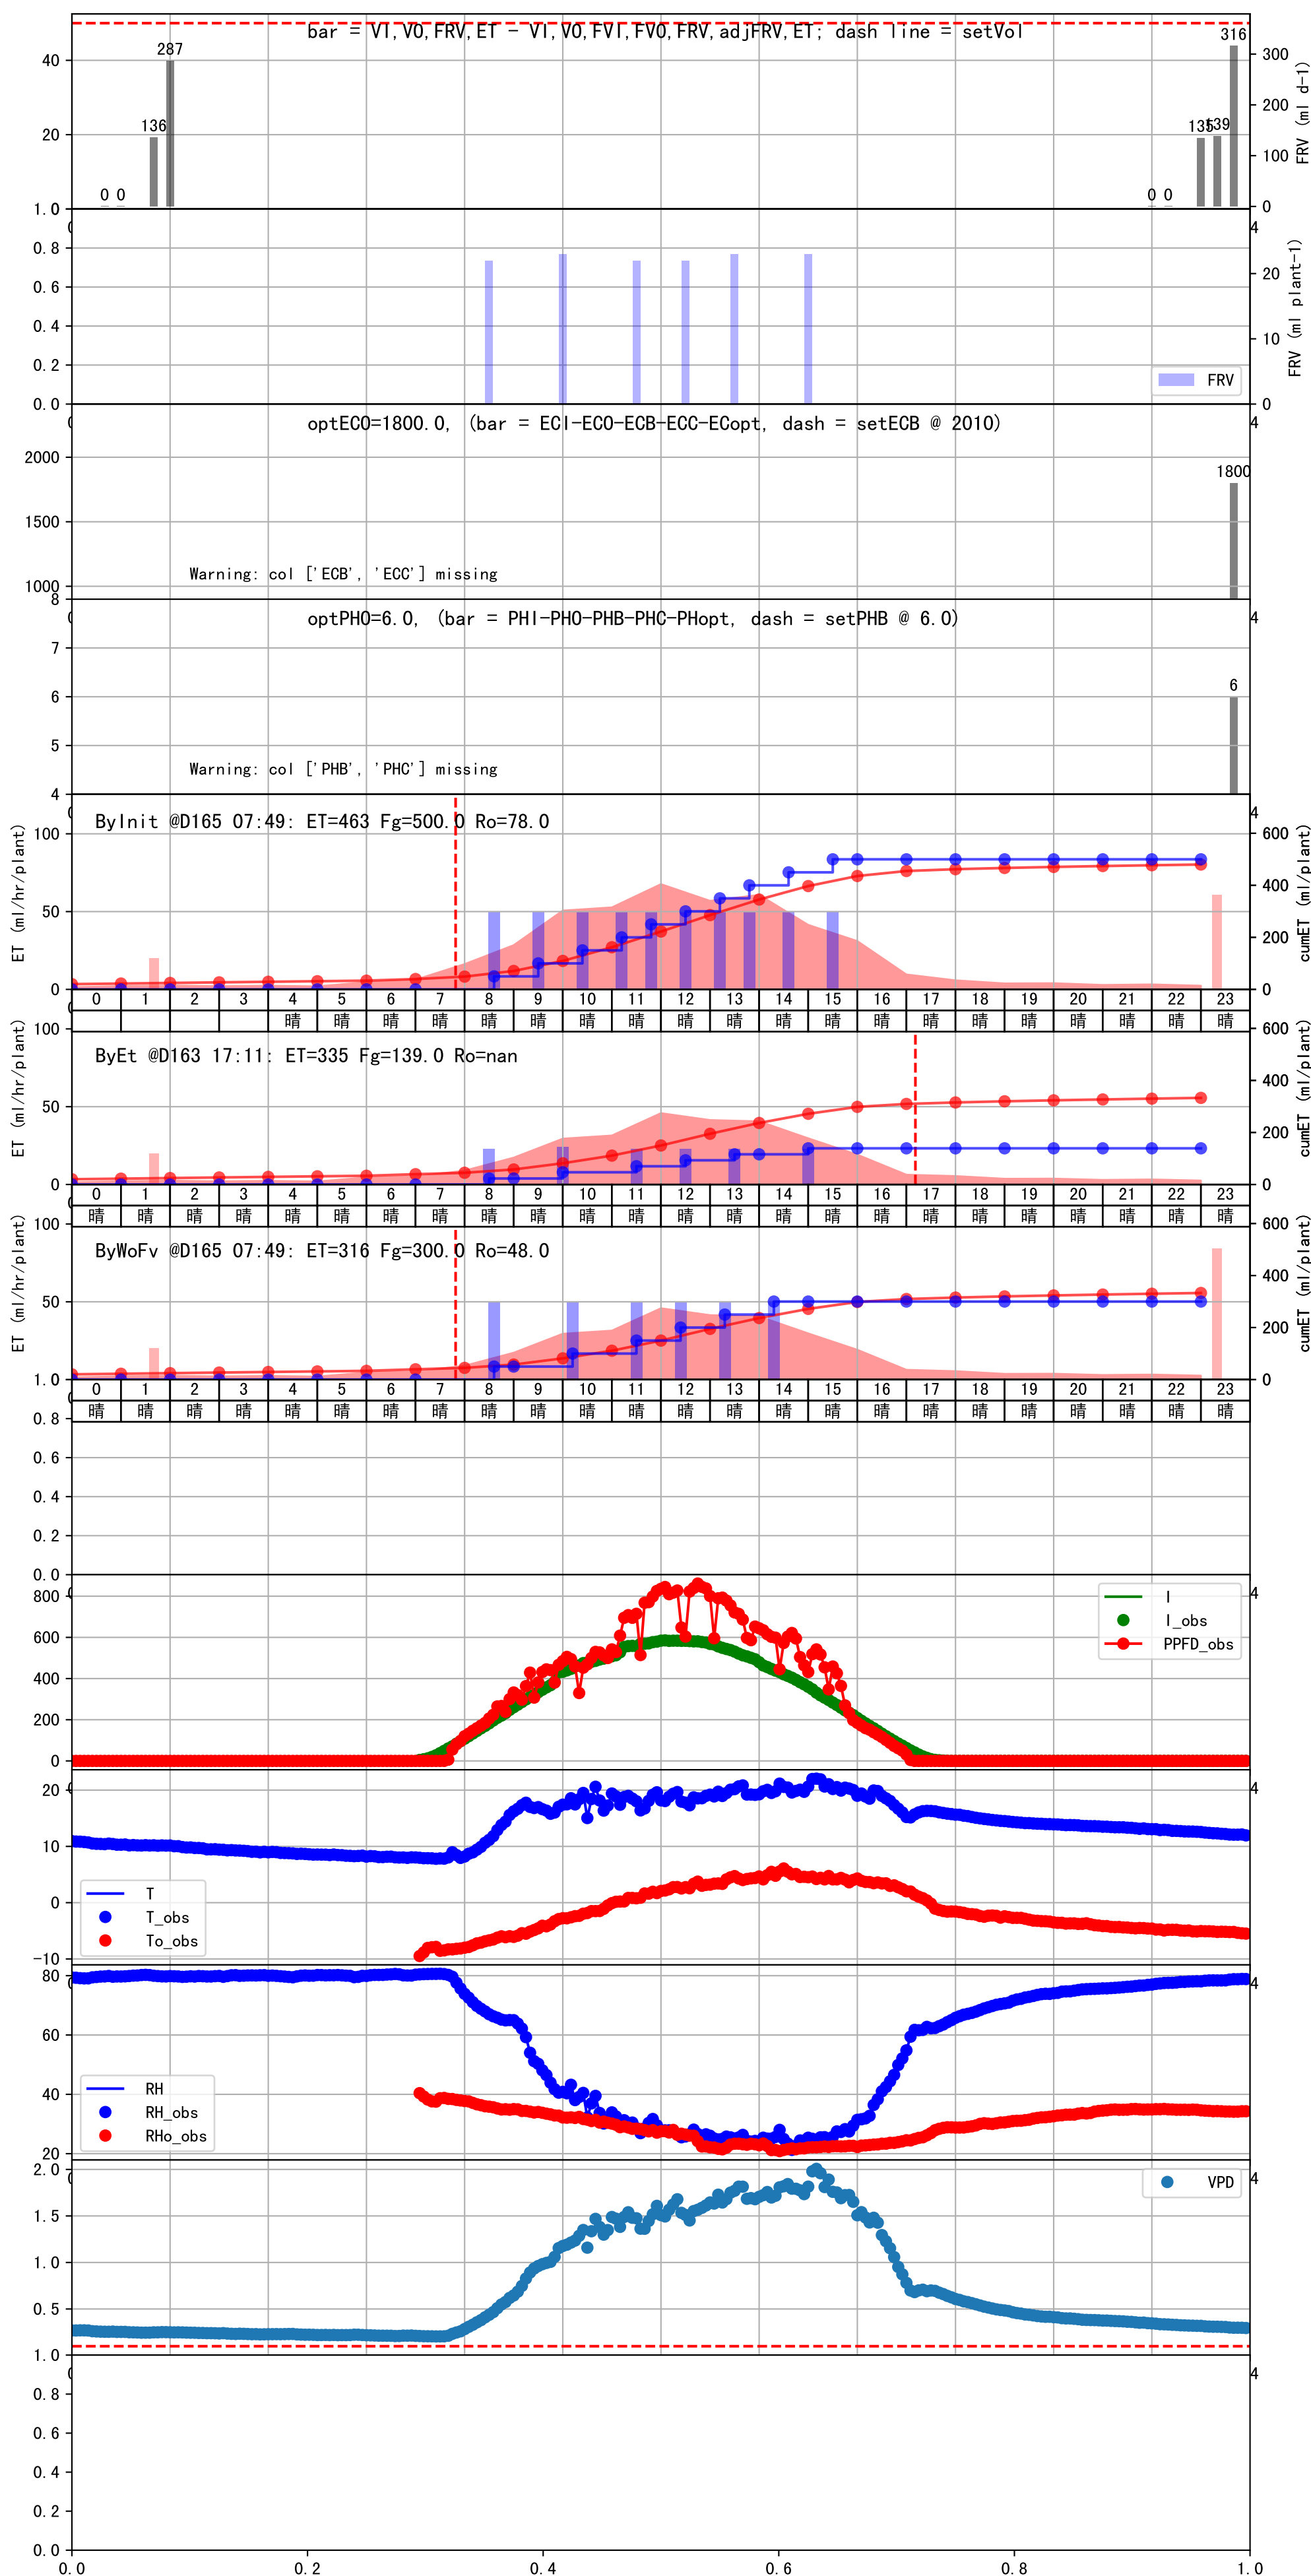 bar = VI,VO,FRV,ET - VI,VO,FVI,FVO,FRV,adjFRV,ET; dash line = setVol
287
316
136
135
139
0 0
0 0
40
20
300
200
100
0
FRV (ml d-1)
1.0
0.8
0.6
0.4
0.2
0.0
20
10
0
FRV (ml plant-1)
FRV
optECO=1800.0, (bar = ECI-ECO-ECB-ECC-ECopt, dash = setECB @ 2010)
2000
1500
1000
1800
Warning: col ['ECB', 'ECC'] missing
optPHO=6.0, (bar = PHI-PHO-PHB-PHC-PHopt, dash = setPHB @ 6.0)
8
7
6
5
4
6
Warning: col ['PHB', 'PHC'] missing
ByInit @D165 07:49: ET=463 Fg=500.0 Ro=78.0
100
50
0
ET (ml/hr/plant)
600
400
200
0
cumET (ml/plant)
0 1 2 3 4 5 6 7 8 9 10 11 12 13 14 15 16 17 18 19 20 21 22 23
晴 晴 晴 晴 晴 晴 晴 晴 晴 晴 晴 晴 晴 晴 晴 晴 晴 晴 晴 晴
ByEt @D163 17:11: ET=335 Fg=139.0 Ro=nan
100
50
0
ET (ml/hr/plant)
600
400
200
0
cumET (ml/plant)
0 1 2 3 4 5 6 7 8 9 10 11 12 13 14 15 16 17 18 19 20 21 22 23
晴 晴 晴 晴 晴 晴 晴 晴 晴 晴 晴 晴 晴 晴 晴 晴 晴 晴 晴 晴 晴 晴 晴 晴
ByWoFv @D165 07:49: ET=316 Fg=300.0 Ro=48.0
100
50
ET (ml/hr/plant)
600
400
200
0
cumET (ml/plant)
0 1 2 3 4 5 6 7 8 9 10 11 12 13 14 15 16 17 18 19 20 21 22 23
晴 晴 晴 晴 晴 晴 晴 晴 晴 晴 晴 晴 晴 晴 晴 晴 晴 晴 晴 晴 晴 晴 晴 晴
1.0
0.8
0.6
0.4
0.2
0.0
800
600
400
200
0
I
I_obs
PPFD_obs
20
10
0
-10
T
T_obs
To_obs
80
60
40
20
RH
RH_obs
RHo_obs
2.0
1.5
1.0
0.5
VPD
1.0
0.8
0.6
0.4
0.2
0.0
0.0 0.2 0.4 0.6 0.8 1.0